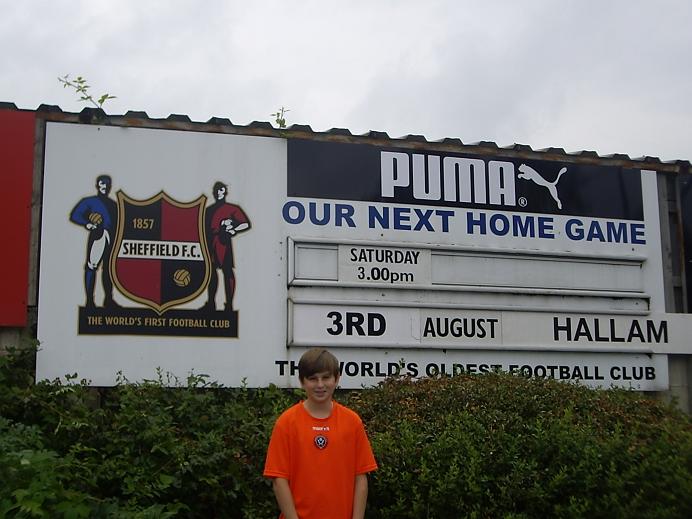 1857
SHEFFIELD F.C.
THE WORLD'S FIRST FOOTBALL CLUB
PUMA®
OUR NEXT HOME GAME
SATURDAY
3.00pm
3RD AUGUST HALLAM
THE WORLD'S OLDEST FOOTBALL CLUB